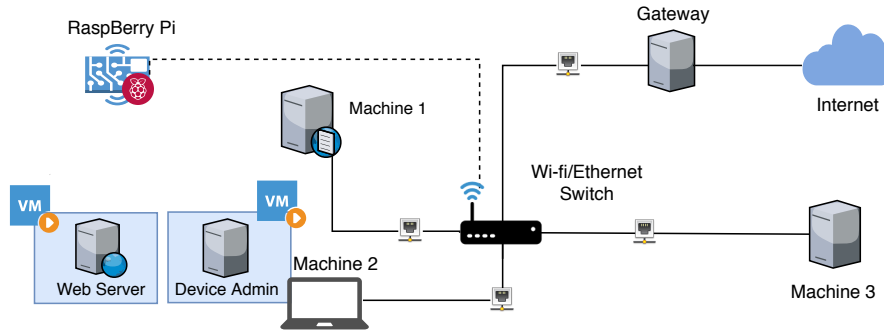 RaspBerry Pi
Gateway
Internet
Machine 1
Wi-fi/Ethernet
Switch
VM
VM
Web Server
Device Admin
Machine 2
Machine 3